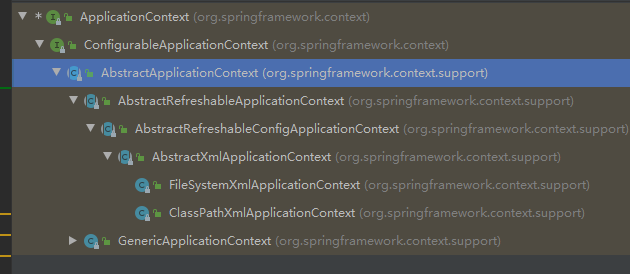 * ApplicationContext (org.springframework.context)
ConfigurableApplicationContext (org.springframework.context)
AbstractApplicationContext (org.springframework.context.support)
AbstractRefreshableApplicationContext (org.springframework.context.support)
AbstractRefreshableConfigApplicationContext (org.springframework.context.support)
AbstractXmlApplicationContext (org.springframework.context.support)
FileSystemXmlApplicationContext (org.springframework.context.support)
ClassPathXmlApplicationContext (org.springframework.context.support)
GenericApplicationContext (org.springframework.context.support)